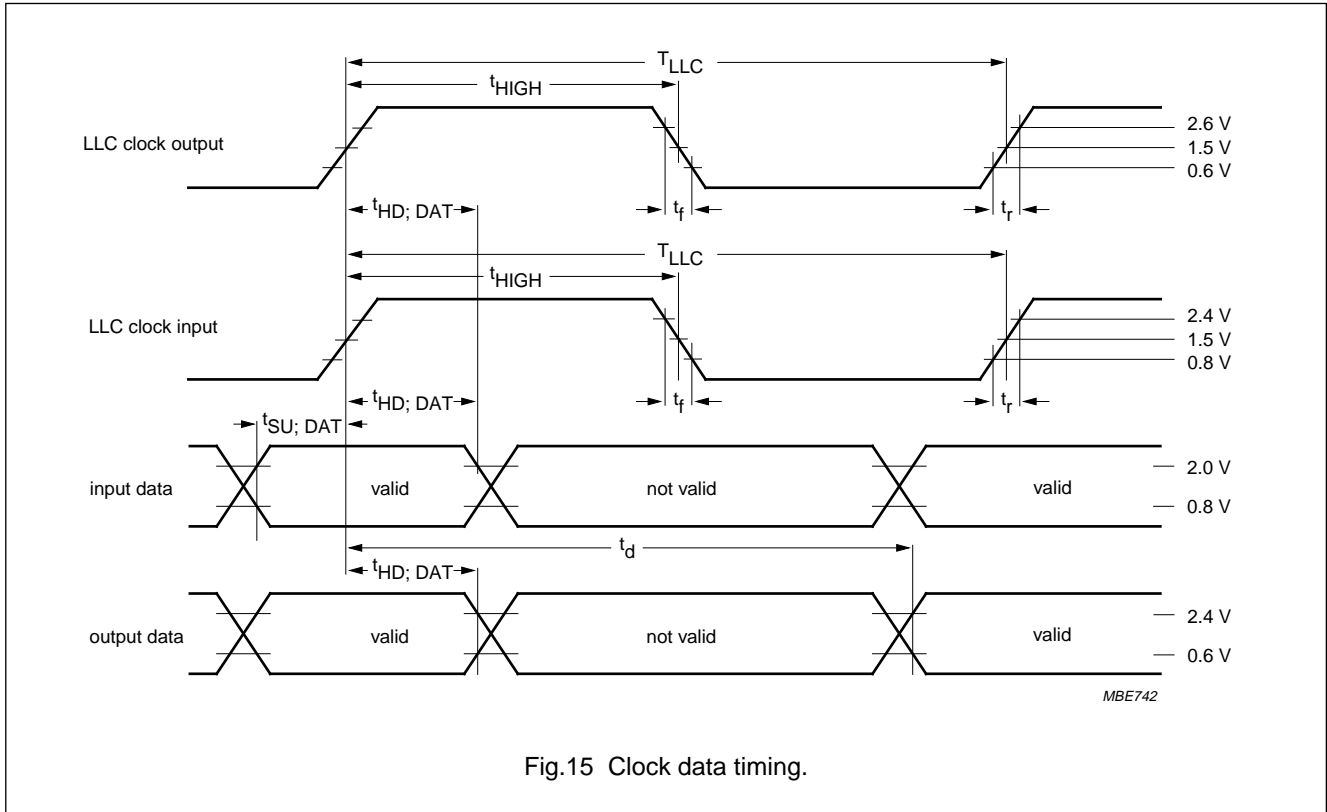 T_LLC
t_HIGH
LLC clock output
2.6 V
1.5 V
0.6 V
t_HD; DAT
t_f
t_r
T_LLC
t_HIGH
LLC clock input
2.4 V
1.5 V
0.8 V
t_HD; DAT
t_f
t_r
t_SU; DAT
input data
valid
not valid
valid
2.0 V
0.8 V
t_d
t_HD; DAT
output data
valid
not valid
valid
2.4 V
0.6 V
MBE742
Fig.15 Clock data timing.